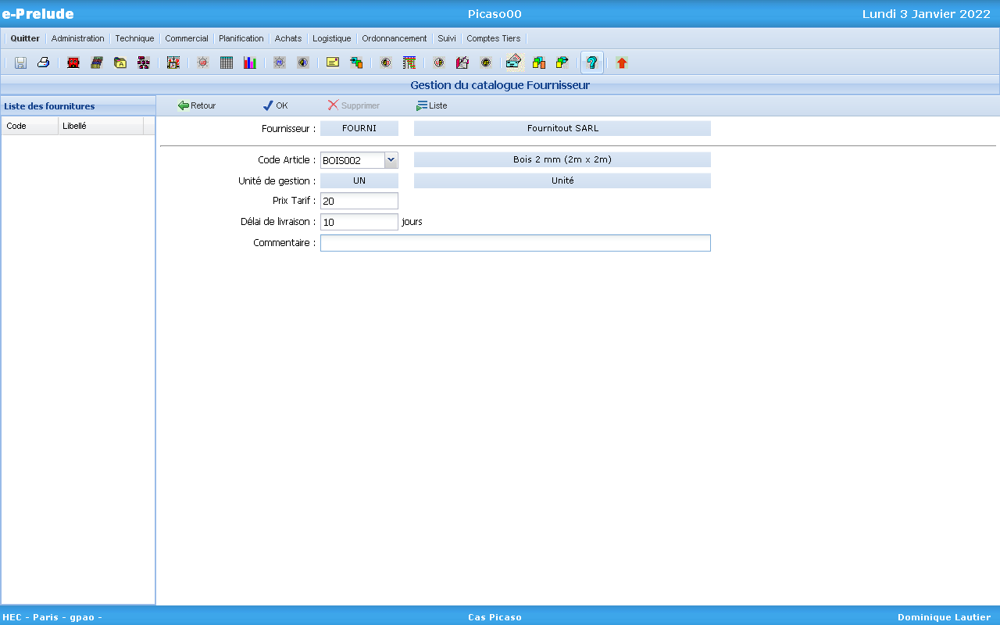 e-Prelude Picaso00 Lundi 3 Janvier 2022
Quitter Administration Technique Commercial Planification Achats Logistique Ordonnancement Suivi Comptes Tiers
Gestion du catalogue Fournisseur
Liste des fournitures Retour OK Supprimer Liste
Code Libellé
Fournisseur : FOURNI Fournitout SARL
Code Article : BOIS002 Bois 2 mm (2m x 2m)
Unité de gestion : UN Unité
Prix Tarif : 20
Délai de livraison : 10 jours
Commentaire :
HEC - Paris - gpao - Cas Picaso Dominique Lautier